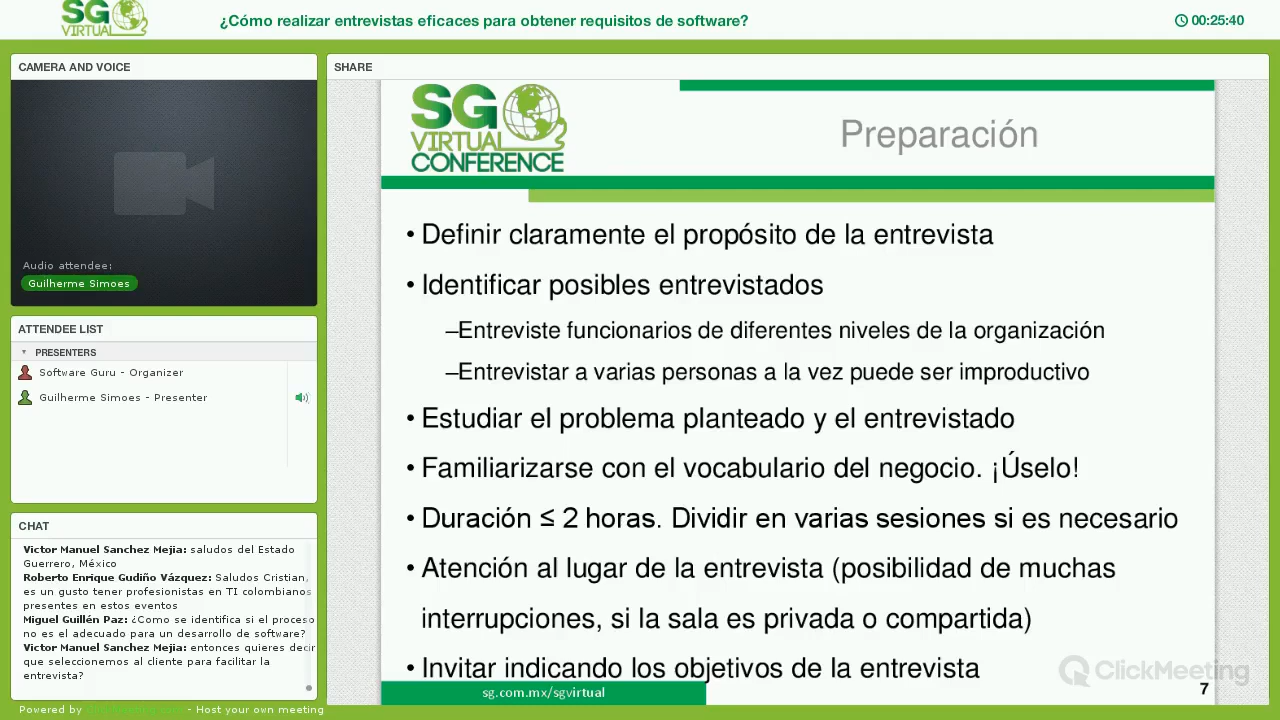 SG
VIRTUAL
¿Cómo realizar entrevistas eficaces para obtener requisitos de software?
00:25:40
CAMERA AND VOICE
Audio attendee:
Guilherme Simoes
ATTENDEE LIST
PRESENTERS
Software Guru - Organizer
Guilherme Simoes - Presenter
CHAT
Victor Manuel Sanchez Mejia: saludos del Estado
Guerrero, México
Roberto Enrique Gudiño Vázquez: Saludos Cristian,
es un gusto tener profesionistas en TI colombianos
presentes en estos eventos
Miguel Guillén Paz: ¿Como se identifica si el proceso
no es el adecuado para un desarrollo de software?
Victor Manuel Sanchez Mejia: entonces quieres decir
que seleccionemos al cliente para facilitar la
entrevista?
Powered by ClickMeeting.com - Host your own meeting
SHARE
SG
VIRTUAL
CONFERENCE
Preparación
• Definir claramente el propósito de la entrevista
• Identificar posibles entrevistados
–Entreviste funcionarios de diferentes niveles de la organización
–Entrevistar a varias personas a la vez puede ser improductivo
• Estudiar el problema planteado y el entrevistado
• Familiarizarse con el vocabulario del negocio. ¡Úselo!
• Duración ≤ 2 horas. Dividir en varias sesiones si es necesario
• Atención al lugar de la entrevista (posibilidad de muchas
interrupciones, si la sala es privada o compartida)
• Invitar indicando los objetivos de la entrevista
sg.com.mx/sgvirtual
ClickMeeting
7